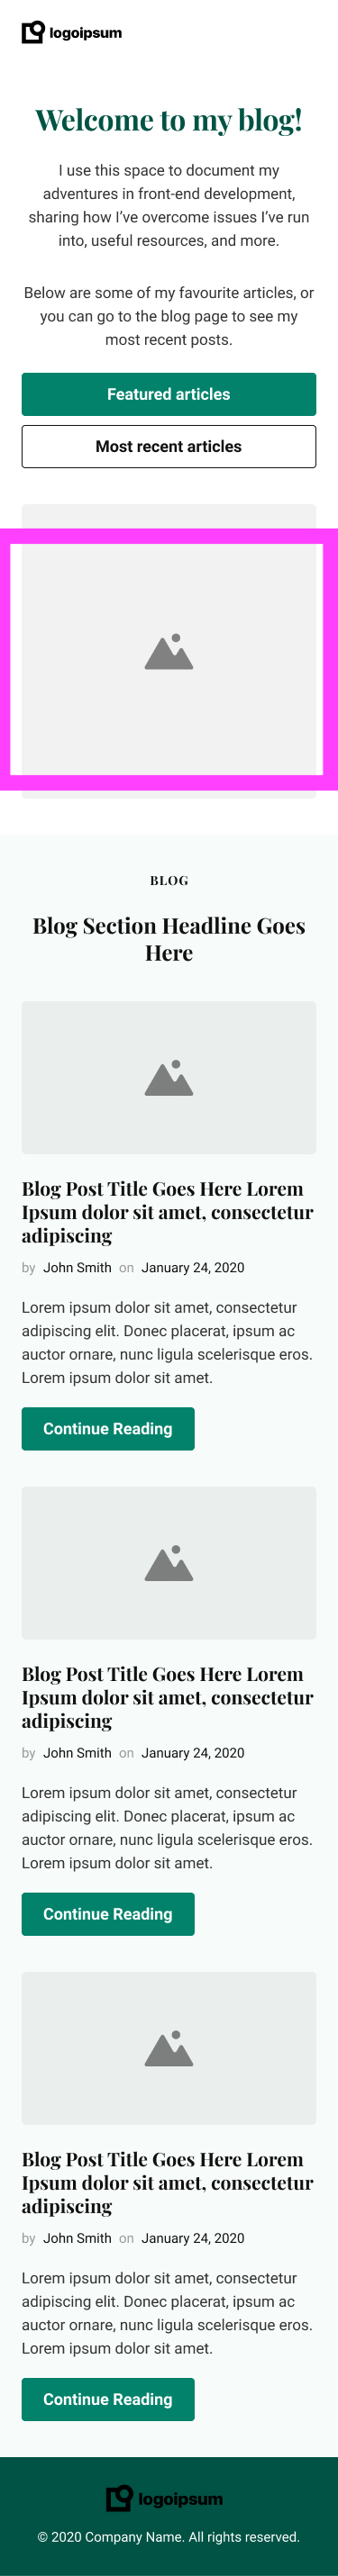 logoipsum
Welcome to my blog!
I use this space to document my
adventures in front-end development,
sharing how I’ve overcome issues I’ve run
into, useful resources, and more.
Below are some of my favourite articles, or
you can go to the blog page to see my
most recent posts.
Featured articles
Most recent articles
BLOG
Blog Section Headline Goes
Here
Blog Post Title Goes Here Lorem
Ipsum dolor sit amet, consectetur
adipiscing
by John Smith on January 24, 2020
Lorem ipsum dolor sit amet, consectetur
adipiscing elit. Donec placerat, ipsum ac
auctor ornare, nunc ligula scelerisque eros.
Lorem ipsum dolor sit amet.
Continue Reading
Blog Post Title Goes Here Lorem
Ipsum dolor sit amet, consectetur
adipiscing
by John Smith on January 24, 2020
Lorem ipsum dolor sit amet, consectetur
adipiscing elit. Donec placerat, ipsum ac
auctor ornare, nunc ligula scelerisque eros.
Lorem ipsum dolor sit amet.
Continue Reading
Blog Post Title Goes Here Lorem
Ipsum dolor sit amet, consectetur
adipiscing
by John Smith on January 24, 2020
Lorem ipsum dolor sit amet, consectetur
adipiscing elit. Donec placerat, ipsum ac
auctor ornare, nunc ligula scelerisque eros.
Lorem ipsum dolor sit amet.
Continue Reading
logoipsum
© 2020 Company Name. All rights reserved.